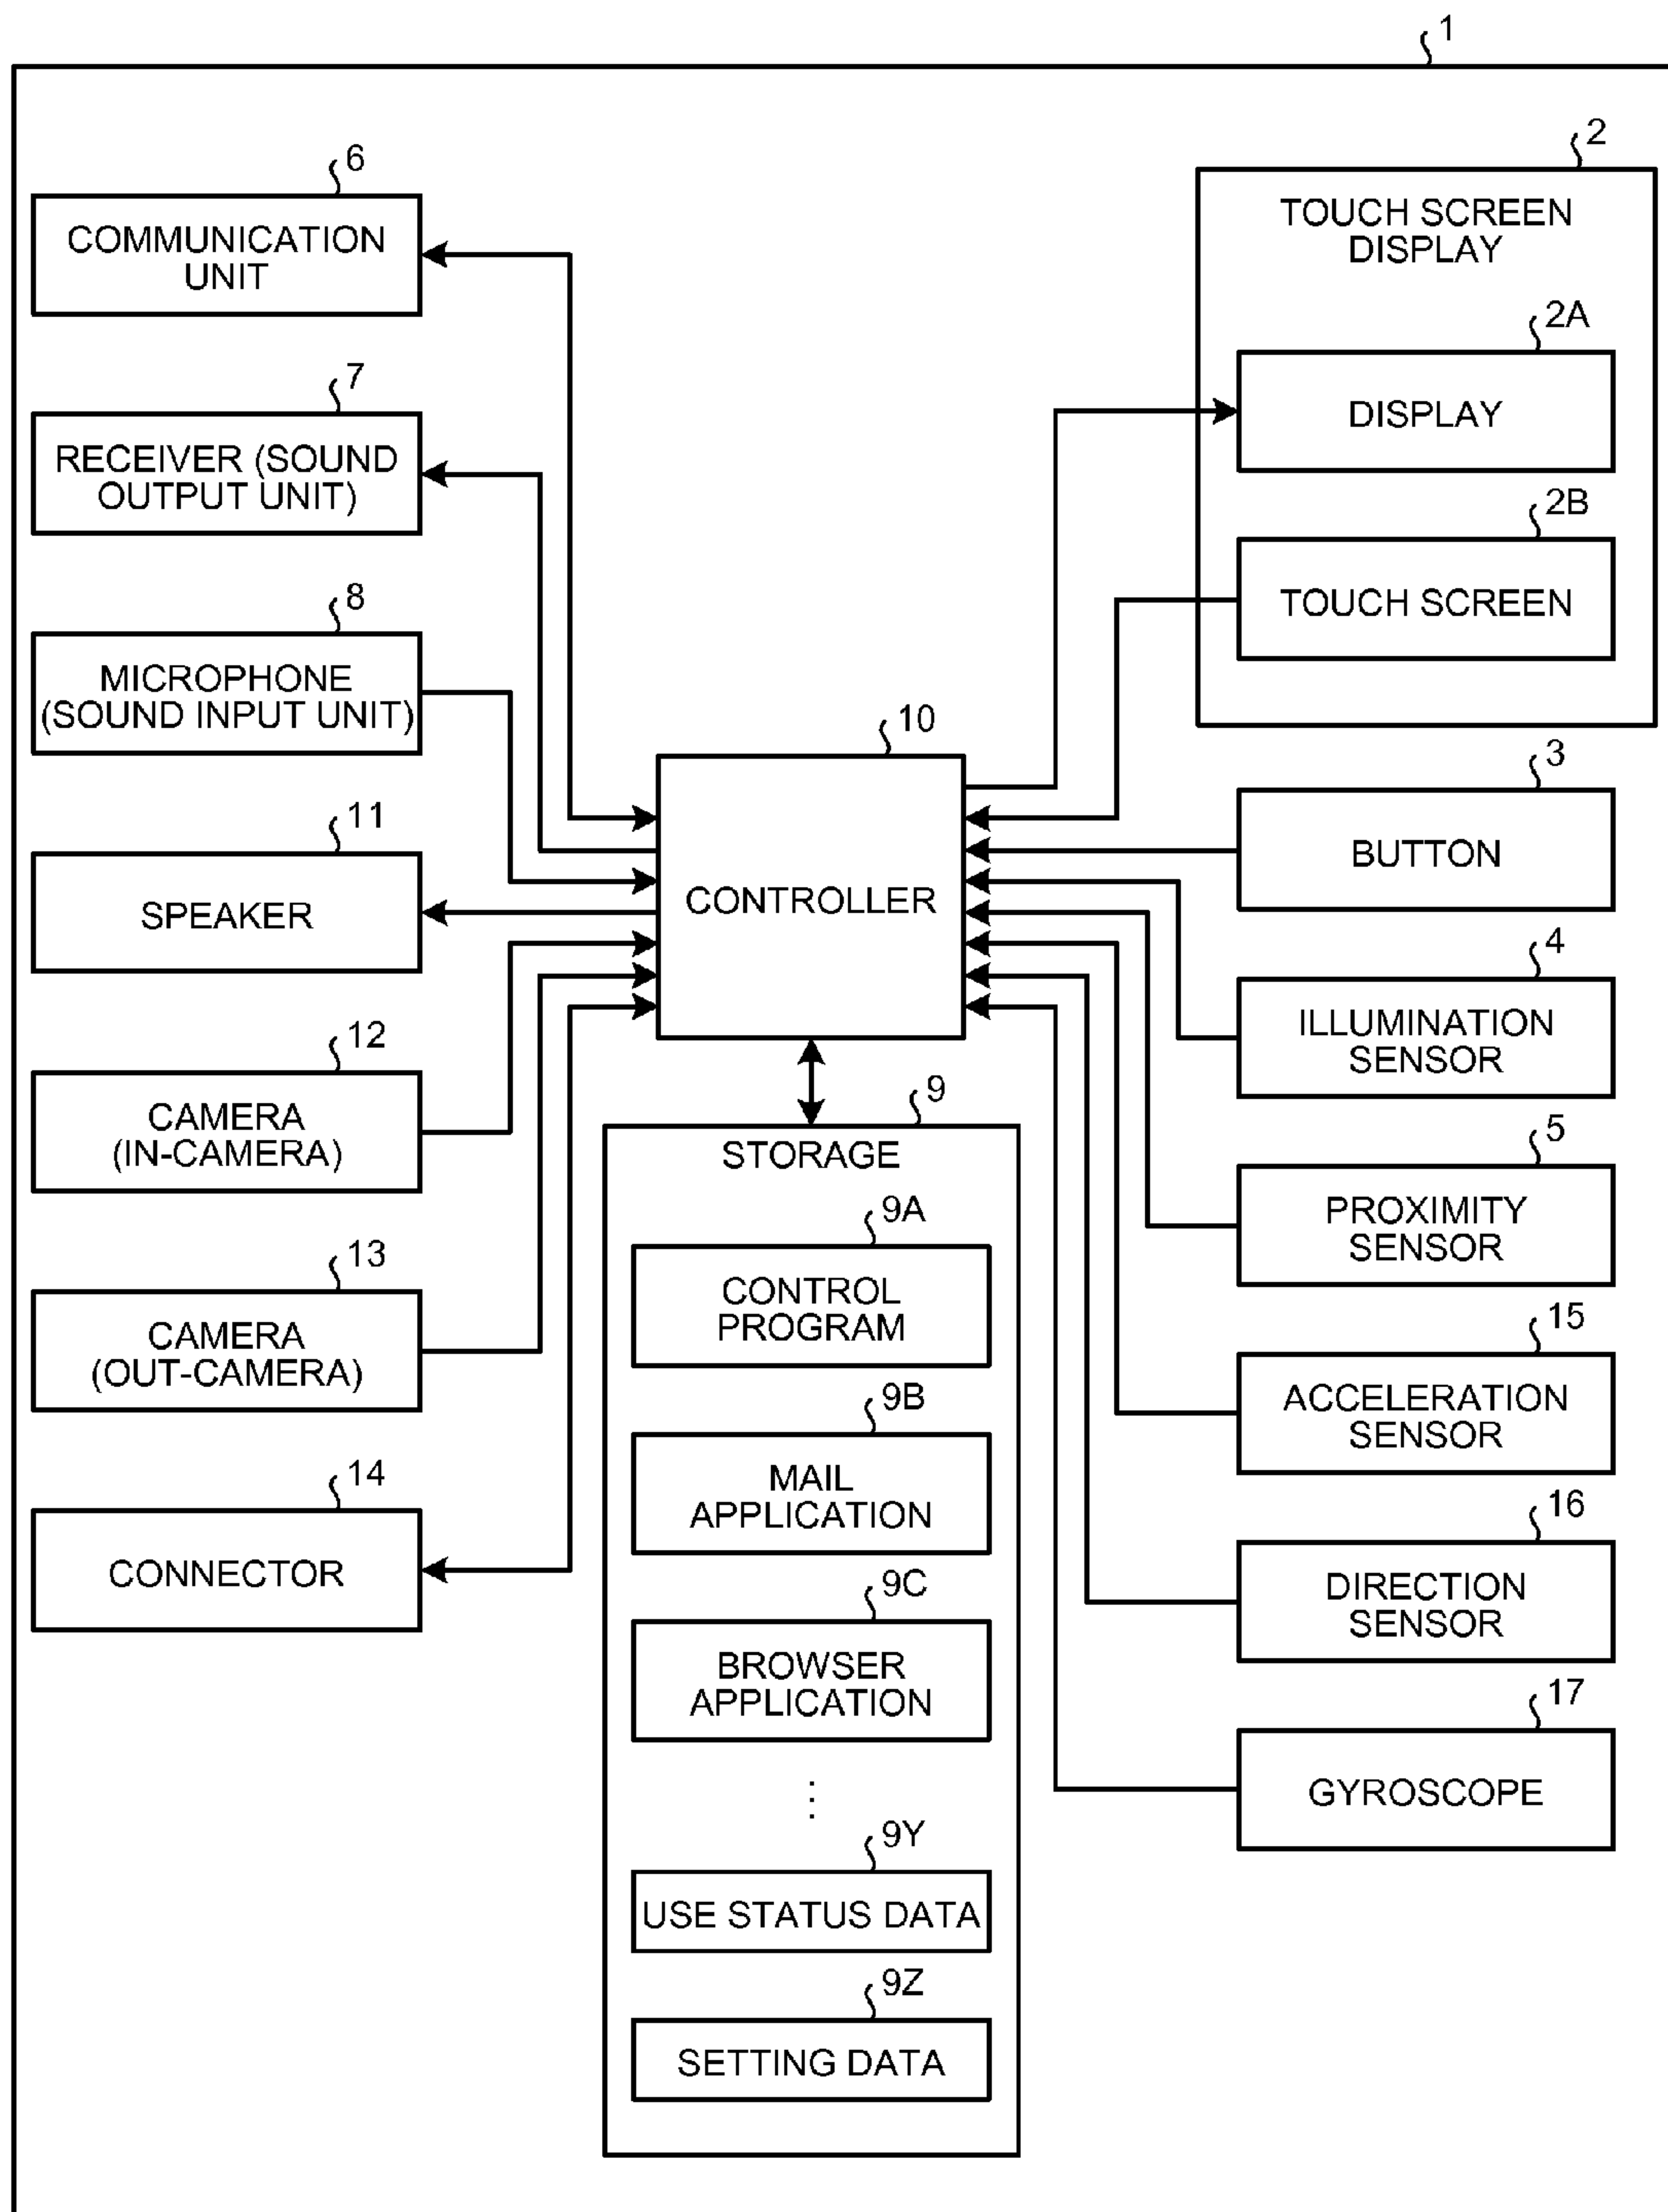 1
6
COMMUNICATION
UNIT
7
RECEIVER (SOUND
OUTPUT UNIT)
8
MICROPHONE
(SOUND INPUT UNIT)
11
SPEAKER
12
CAMERA
(IN-CAMERA)
13
CAMERA
(OUT-CAMERA)
14
CONNECTOR
10
CONTROLLER
9
STORAGE
9A
CONTROL
PROGRAM
9B
MAIL
APPLICATION
9C
BROWSER
APPLICATION
⋮
9Y
USE STATUS DATA
9Z
SETTING DATA
2
TOUCH SCREEN
DISPLAY
2A
DISPLAY
2B
TOUCH SCREEN
3
BUTTON
4
ILLUMINATION
SENSOR
5
PROXIMITY
SENSOR
15
ACCELERATION
SENSOR
16
DIRECTION
SENSOR
17
GYROSCOPE